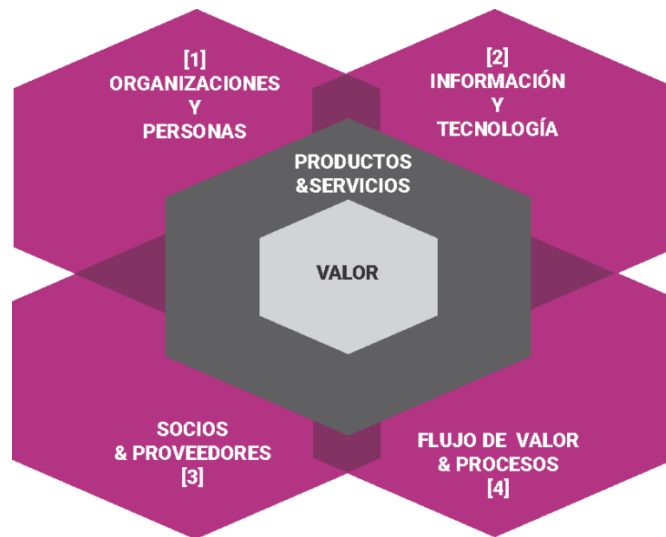 [1]
ORGANIZACIONES
Y
PERSONAS
[2]
INFORMACIÓN
Y
TECNOLOGÍA
PRODUCTOS
&SERVICIOS
VALOR
SOCIOS
& PROVEEDORES
[3]
FLUJO DE VALOR
& PROCESOS
[4]